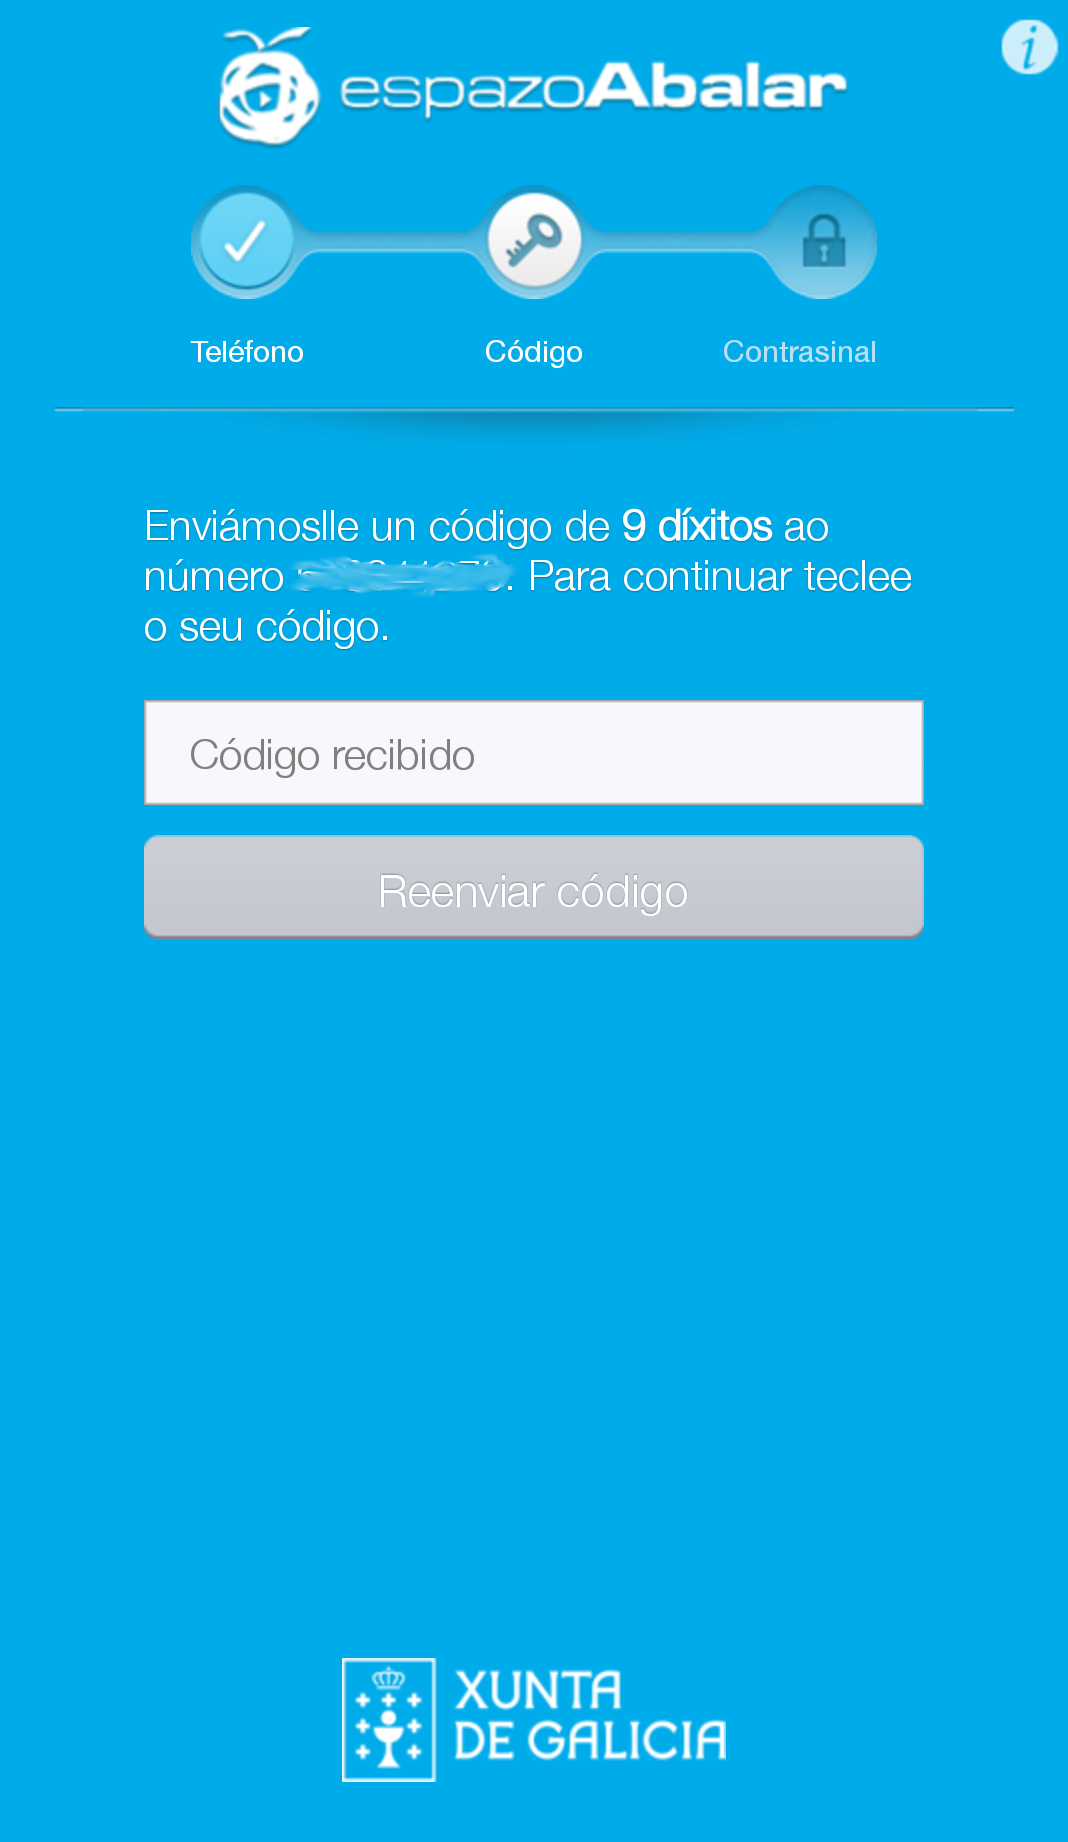 espazoAbalar
i
Teléfono Código Contrasinal
Enviámoslle un código de 9 díxitos ao
número . Para continuar teclee
o seu código.
Código recibido
Reenviar código
XUNTA
DE GALICIA